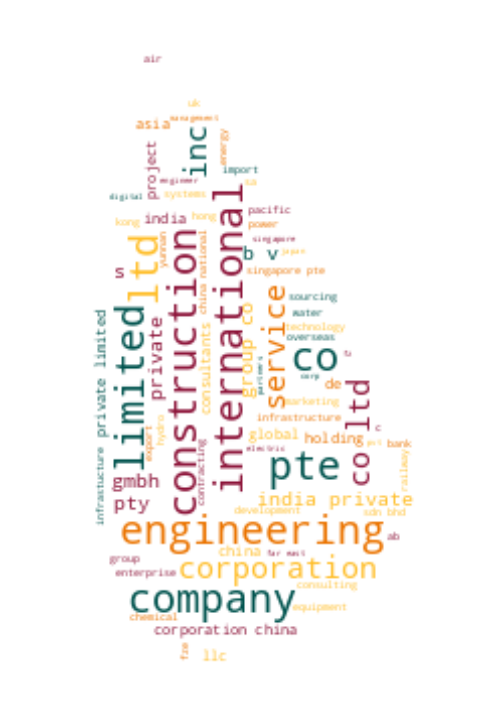 air
uk
management
asia
inc
energy
project
import
engineer
sa
digital
systems
pacific
kong
india
hong
power
yunnan
singapore
international
construction
ltd
national
b v
japan
s
singapore pte
china
service
sourcing
limited
private limited
private
group co
water
technology
consultants
overseas
co
partners
corp
de
co ltd
marketing
infrastructure
c
global
holding
bank
export
hydro
electric
contracting
railway
pte
gmbh
infrastucture
pty
india private
development
sdn bhd
engineering
ab
china
far east
group
enterprise
corporation
consulting
company
equipment
chemical
corporation china
fze
llc